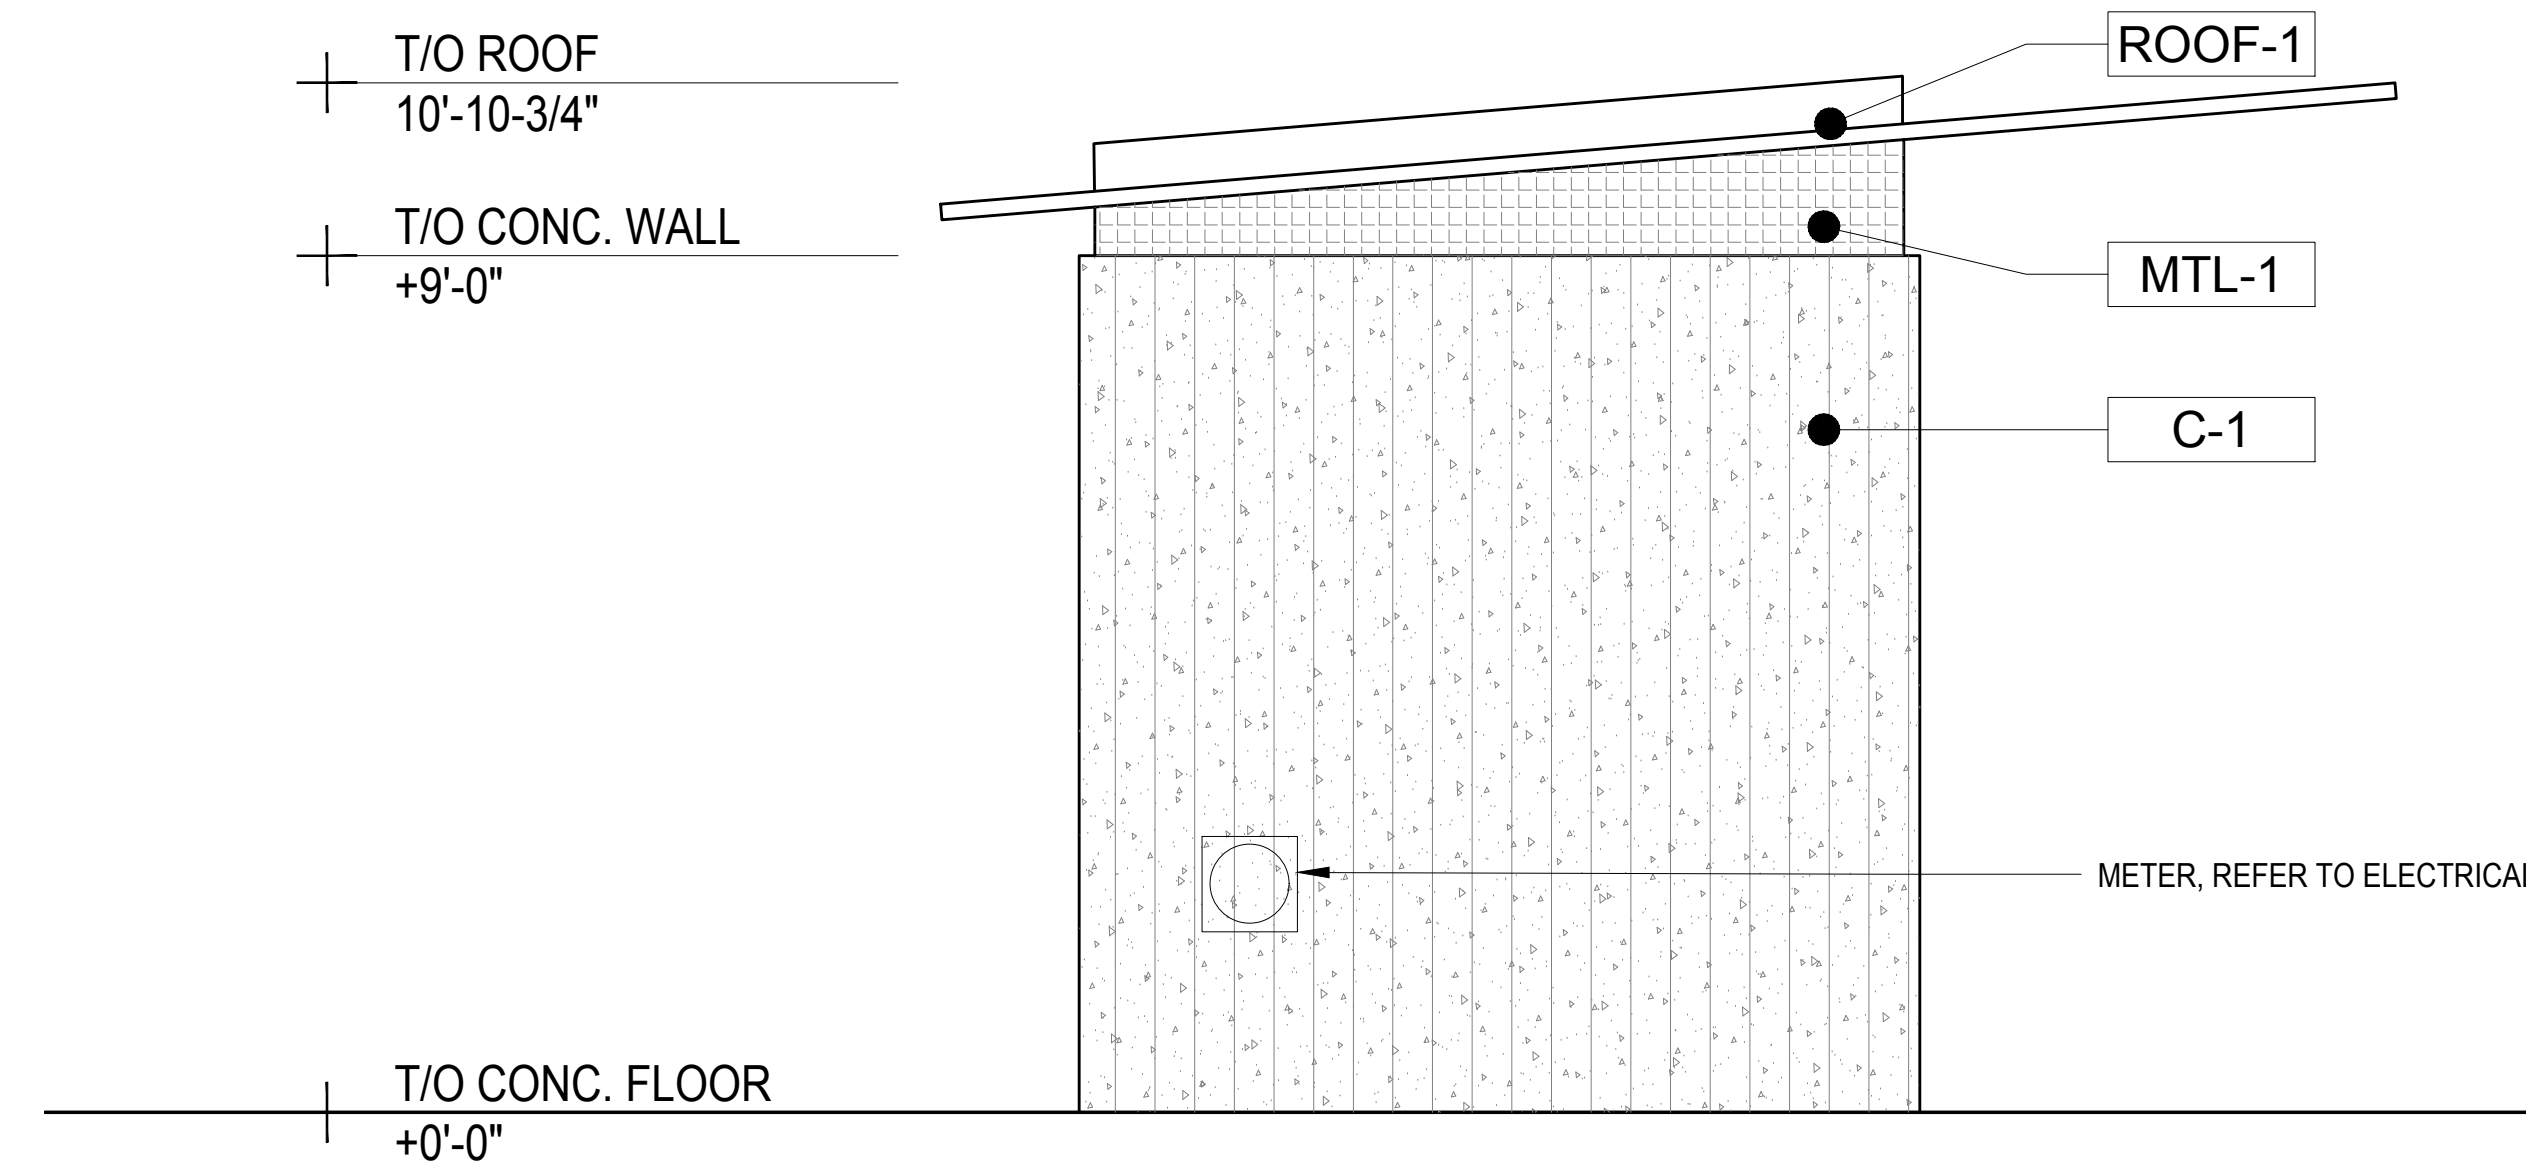 T/O ROOF
10'-10-3/4"
T/O CONC. WALL
+9'-0"
T/O CONC. FLOOR
+0'-0"
ROOF-1
MTL-1
C-1
METER, REFER TO ELECTRICAL